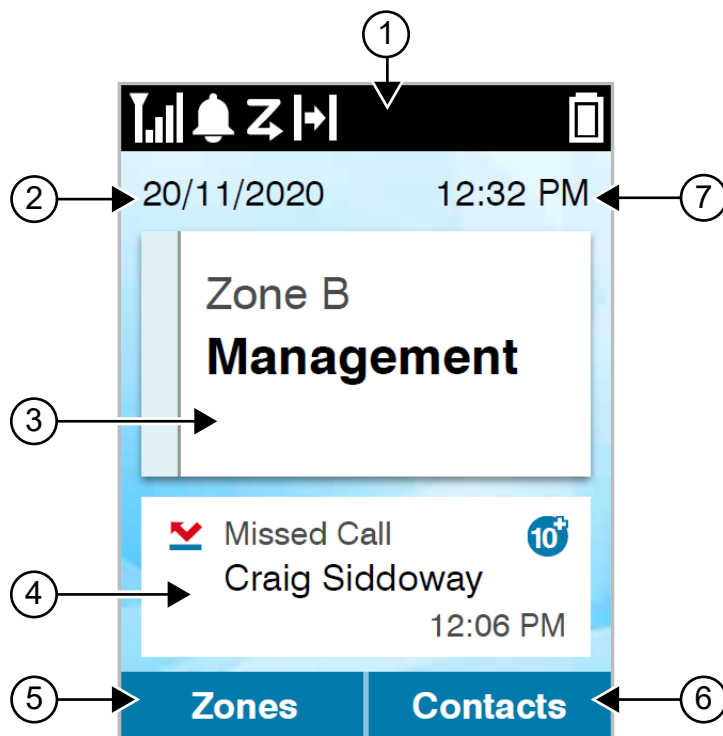 1
2
20/11/2020
12:32 PM
7
Zone B
Management
3
Missed Call
10+
Craig Siddoway
4
12:06 PM
5
Zones
Contacts
6